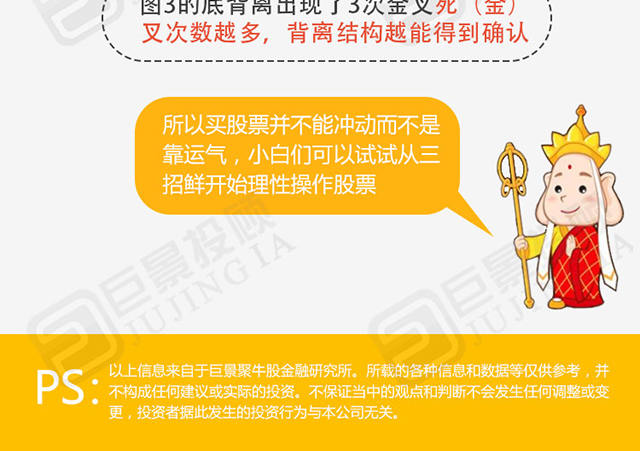 图3的底背离出现了3次金叉死（金）
叉次数越多，背离结构越能得到确认
所以买股票并不能冲动而不是
靠运气，小白们可以试试从三
招鲜开始理性操作股票
巨景投顾
JUJING IA
PS：
以上信息来自于巨景聚牛股金融研究所。所载的各种信息和数据等仅供参考，并
不构成任何建议或实际的投资。不保证当中的观点和判断不会发生任何调整或变
更，投资者据此发生的投资行为与本公司无关。